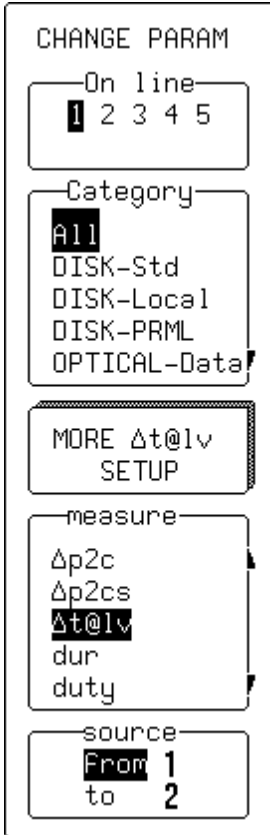 CHANGE PARAM
On line
1 2 3 4 5
Category
All
DISK-Std
DISK-Local
DISK-PRML
OPTICAL-Data
MORE Δt@lv
SETUP
measure
Δp2c
Δp2cs
Δt@lv
dur
duty
source
From 1
to 2